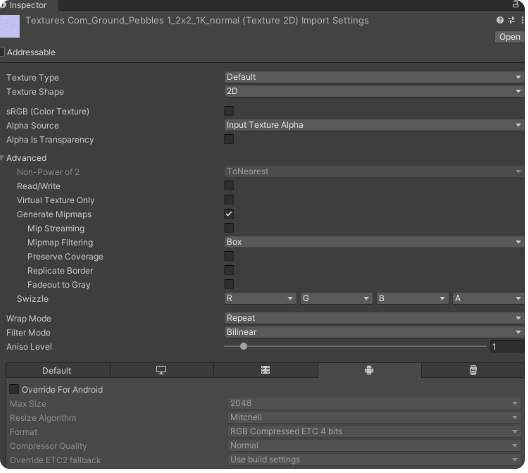 Inspector
Textures Com_Ground_Pebbles 1_2x2_1K_normal (Texture 2D) Import Settings
Open
Addressable
Texture Type Default
Texture Shape 2D
sRGB (Color Texture)
Alpha Source Input Texture Alpha
Alpha Is Transparency
Advanced
Non-Power of 2 ToNearest
Read/Write
Virtual Texture Only
Generate Mipmaps
Mip Streaming
Mipmap Filtering Box
Preserve Coverage
Replicate Border
Fadeout to Gray
Swizzle R G B A
Wrap Mode Repeat
Filter Mode Bilinear
Aniso Level 1
Default
Override For Android
Max Size 2048
Resize Algorithm Mitchell
Format RGB Compressed ETC 4 bits
Compressor Quality Normal
Override ETC2 fallback Use build settings